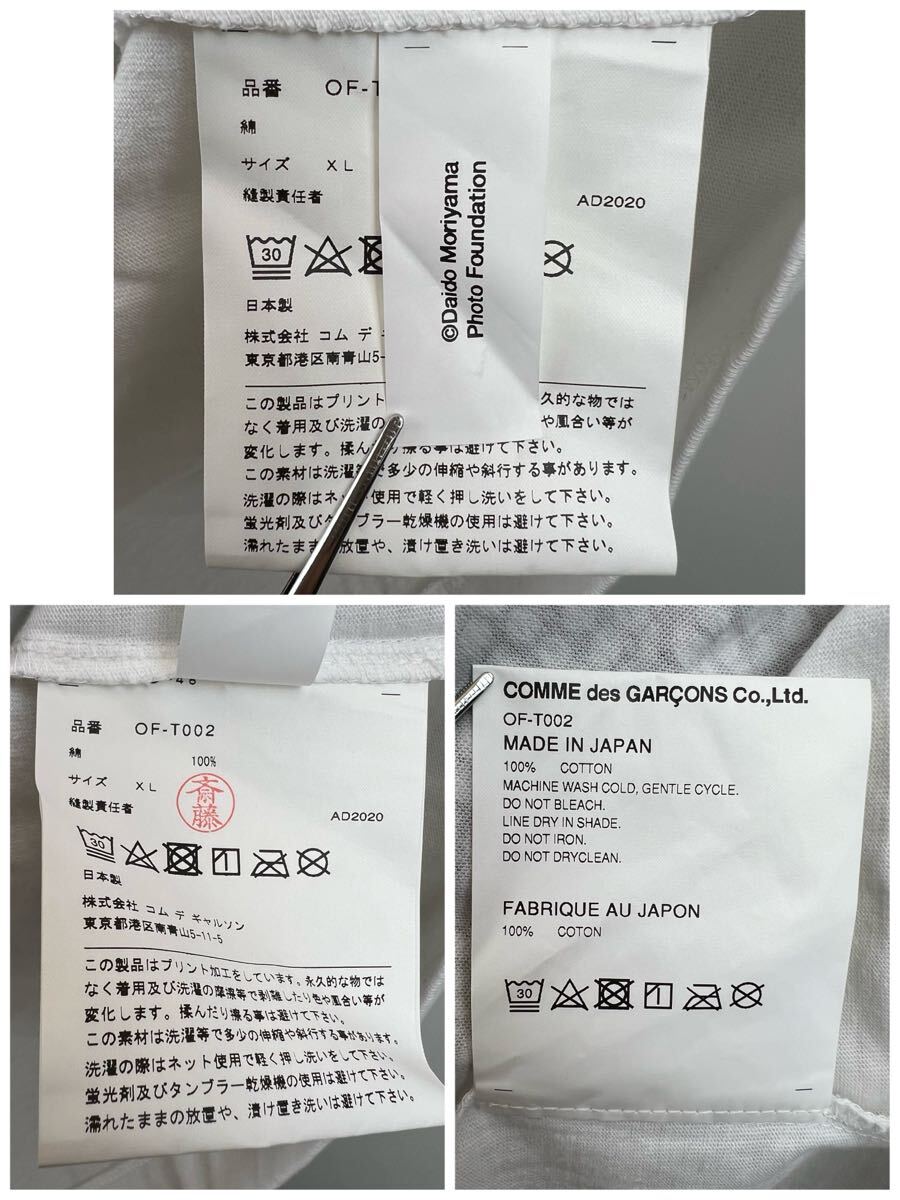 品番 OF-T
綿
サイズ XL
縫製責任者
AD2020
30
日本製
株式会社 コム デ
東京都港区南青山5-
©Daido Moriyama
Photo Foundation
この製品はプリント 永久的な物では
なく着用及び洗濯の や風合い等が
変化します。揉んだり擦る事は避けて下さい。
この素材は洗濯等で多少の伸縮や斜行する事があります。
洗濯の際はネット使用で軽く押し洗いをして下さい。
蛍光剤及びタンブラー乾燥機の使用は避けて下さい。
濡れたままの放置や、漬け置き洗いは避けて下さい。
品番 OF-T002
綿 100%
サイズ XL
斎藤
縫製責任者
AD2020
30
日本製
株式会社 コム デ ギャルソン
東京都港区南青山5-11-5
この製品はプリント加工をしています。永久的な物では
なく着用及び洗濯の摩擦等で剥離したり色や風合い等が
変化します。揉んだり擦る事は避けて下さい。
この素材は洗濯等で多少の伸縮や斜行する事があります。
洗濯の際はネット使用で軽く押し洗いをして下さい。
蛍光剤及びタンブラー乾燥機の使用は避けて下さい。
濡れたままの放置や、漬け置き洗いは避けて下さい。
COMME des GARÇONS Co.,Ltd.
OF-T002
MADE IN JAPAN
100% COTTON
MACHINE WASH COLD, GENTLE CYCLE.
DO NOT BLEACH.
LINE DRY IN SHADE.
DO NOT IRON.
DO NOT DRYCLEAN.
FABRIQUE AU JAPON
100% COTON
30